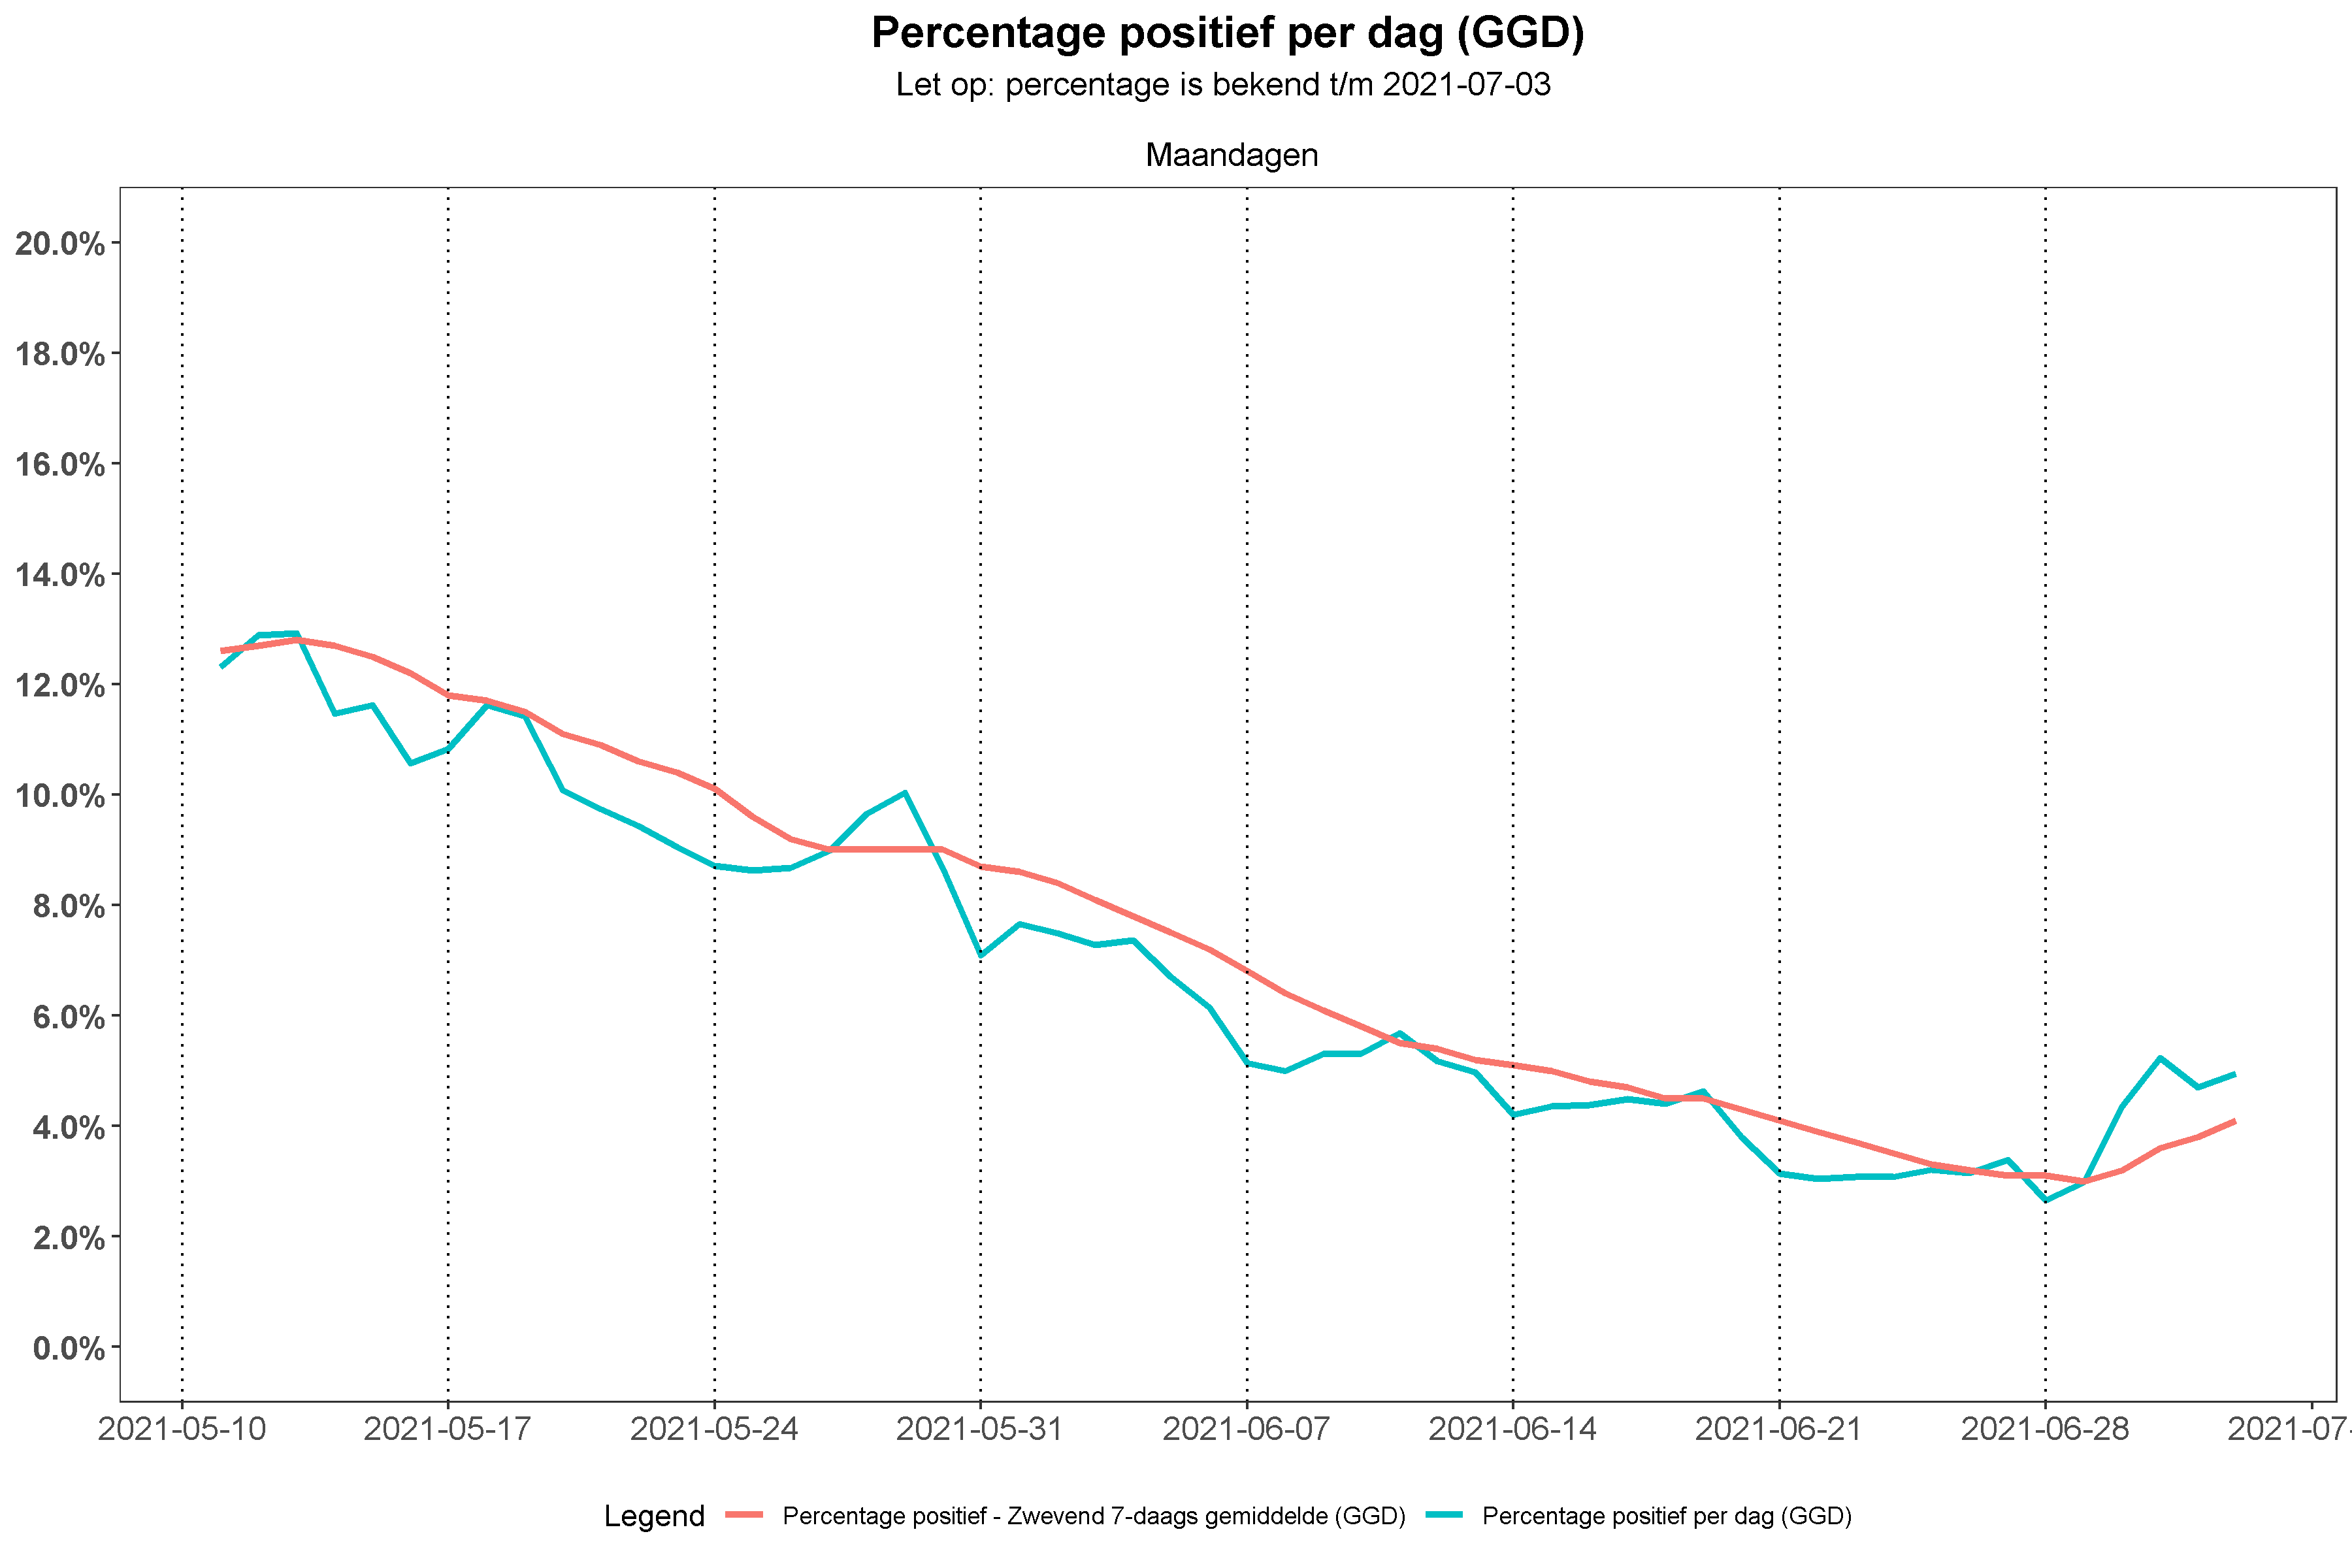 Percentage positief per dag (GGD)
Let op: percentage is bekend t/m 2021-07-03
Maandagen
20.0%
18.0%
16.0%
14.0%
12.0%
10.0%
8.0%
6.0%
4.0%
2.0%
0.0%
2021-05-10 2021-05-17 2021-05-24 2021-05-31 2021-06-07 2021-06-14 2021-06-21 2021-06-28 2021-07-
Legend Percentage positief - Zwevend 7-daags gemiddelde (GGD) Percentage positief per dag (GGD)